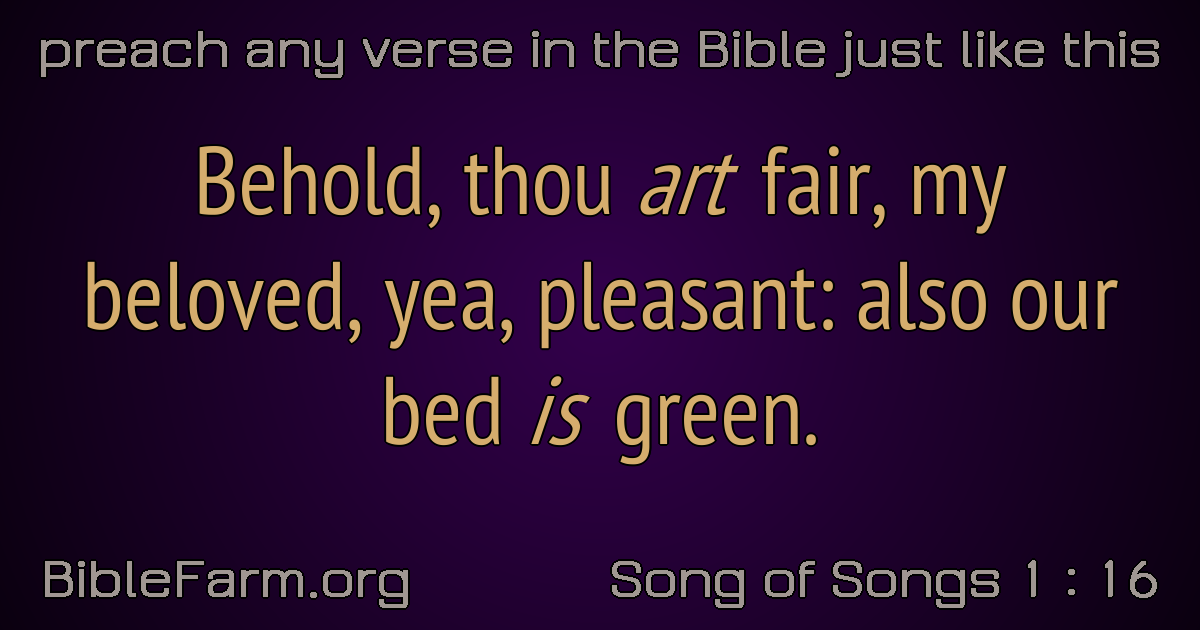 preach any verse in the Bible just like this
Behold, thou art fair, my
beloved, yea, pleasant: also our
bed is green.
BibleFarm.org
Song of Songs 1 : 16